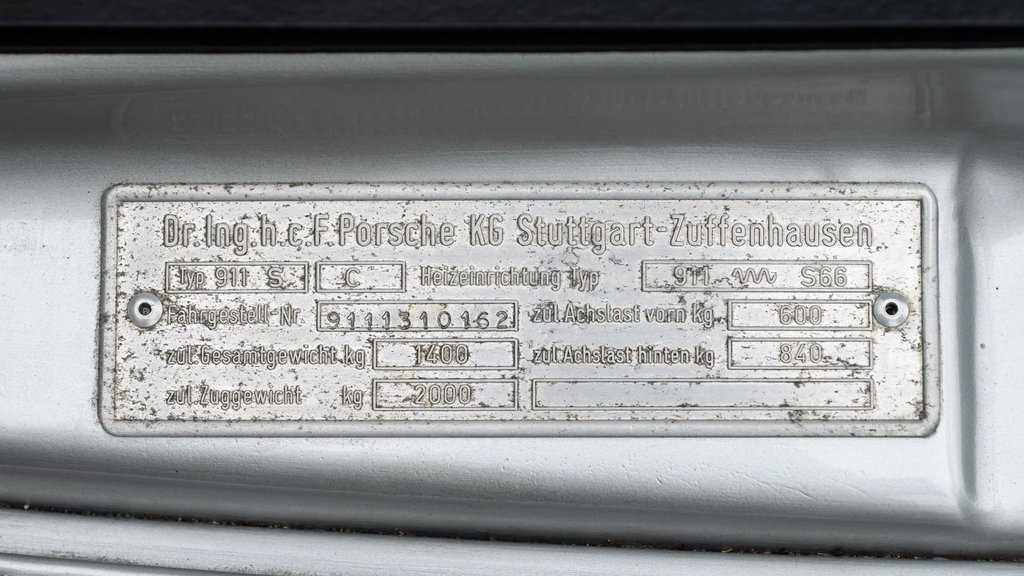 Dr. Ing. h. c. F. Porsche KG Stuttgart-Zuffenhausen
Typ 911 S C Heizeinrichtung Typ 911 S66
Fahrgestell-Nr. 9111310162 zul. Achslast vorn kg 600
zul. Gesamtgewicht kg 1400 zul. Achslast hinten kg 840
zul. Zuggewicht kg 2000